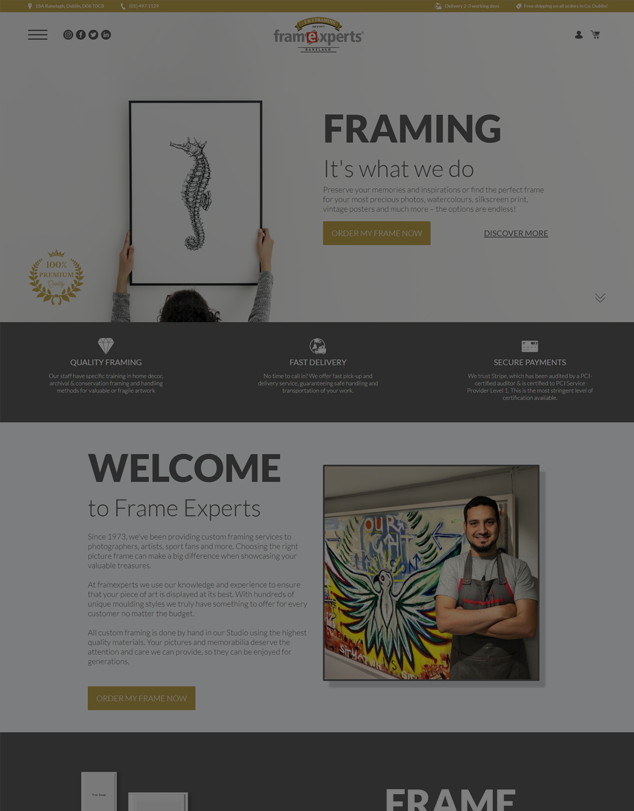 50A Ranelagh, Dublin, D06 T0C8
(01) 497 5529
Delivery 2-3 working days
Free shipping on all orders in Co. Dublin!
framexperts
RANELAGH
FRAMING
It's what we do
Preserve your memories and inspirations or find the perfect frame
for your most precious photos, watercolours, silkscreen print,
vintage posters and much more – the options are endless!
ORDER MY FRAME NOW
DISCOVER MORE
100%
PREMIUM
Quality
QUALITY FRAMING
Our staff have specific training in home decor,
archival & conservation framing and handling
methods for valuable or fragile artwork
FAST DELIVERY
No time to call in? We offer fast pick-up and
delivery service, guaranteeing safe handling and
transportation of your work.
SECURE PAYMENTS
We trust Stripe, which has been audited by a PCI-
certified auditor & is certified to PCI Service
Provider Level 1. This is the most stringent level of
certification available.
WELCOME
to Frame Experts
Since 1973, we've been providing custom framing services to
photographers, artists, sport fans and more. Choosing the right
picture frame can make a big difference when showcasing your
valuable treasures.
At framexperts we use our knowledge and experience to ensure
that your piece of art is displayed at its best. With hundreds of
unique moulding styles we truly have something to offer for every
customer no matter the budget.
All custom framing is done by hand in our Studio using the highest
quality materials. Your pictures and memorabilia deserve the
attention and care we can provide, so they can be enjoyed for
generations.
ORDER MY FRAME NOW
FRAME